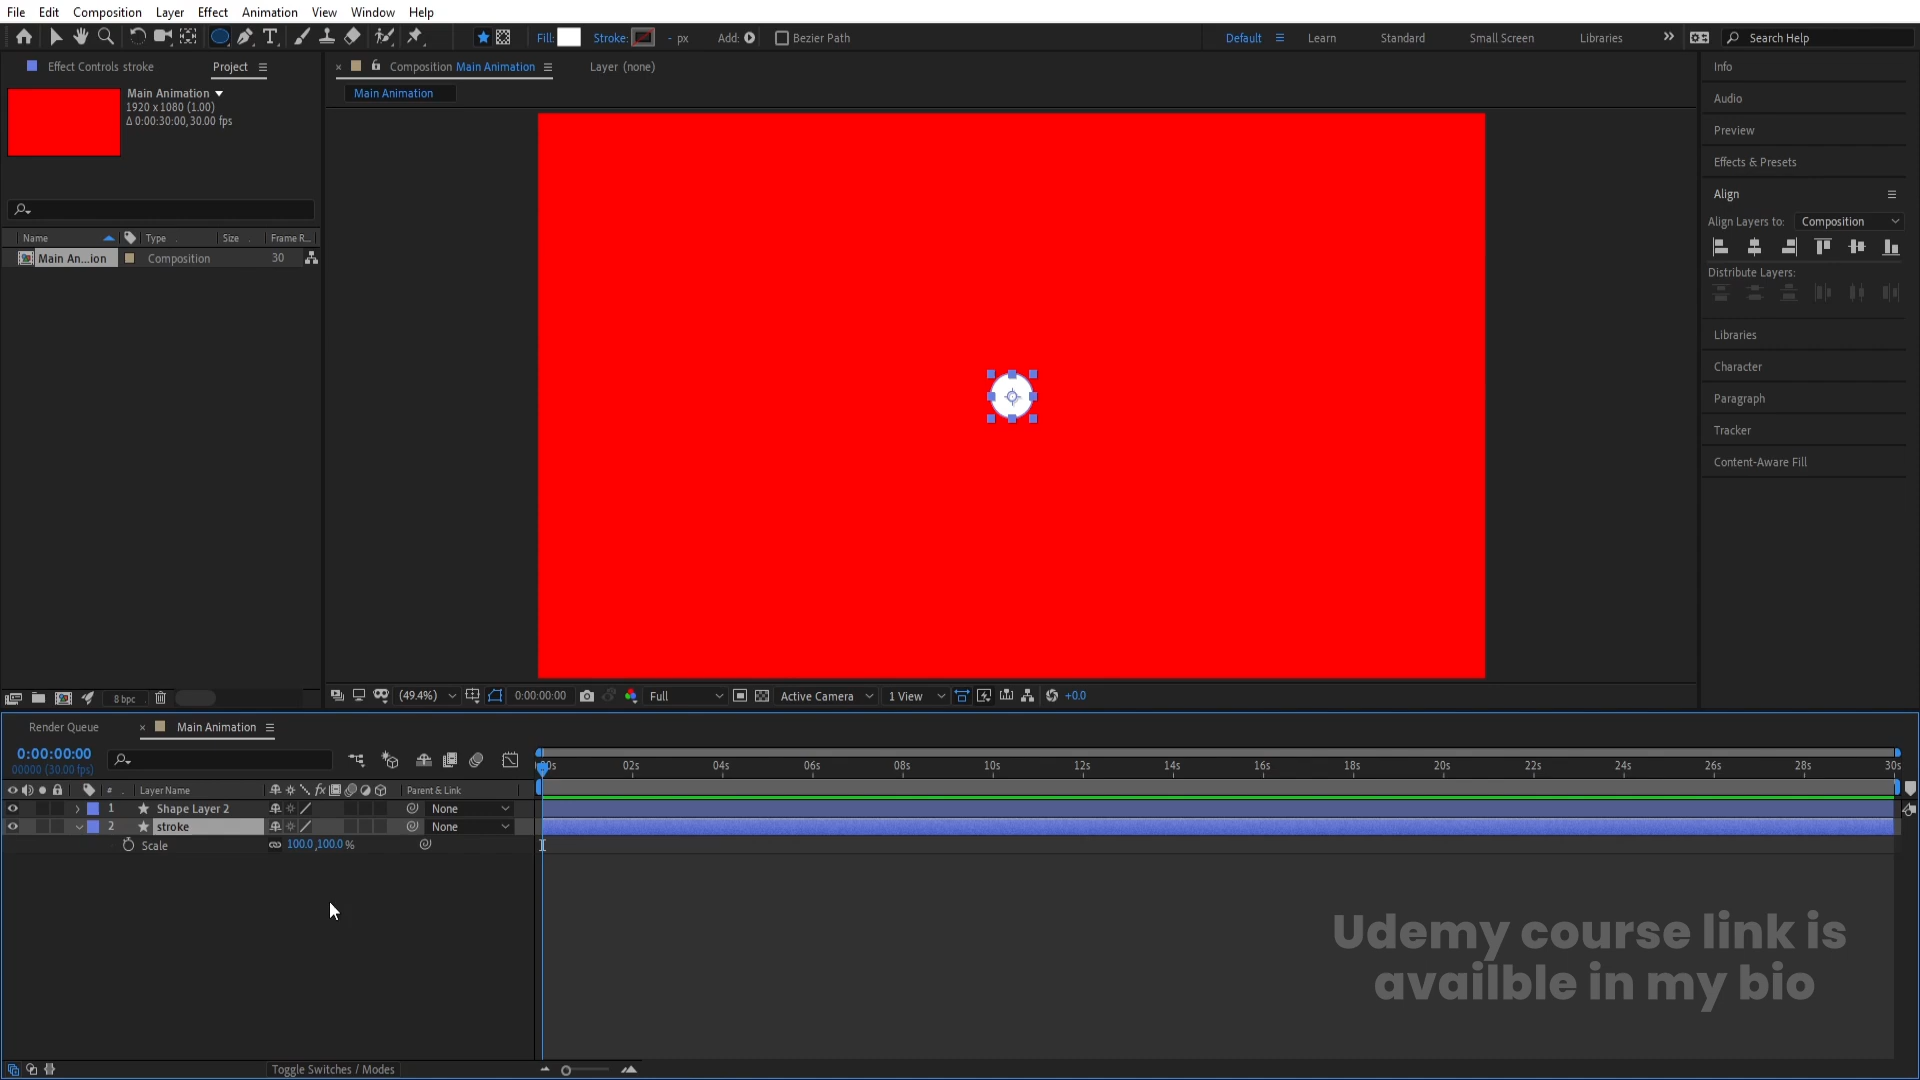 File Edit Composition Layer Effect Animation View Window Help
Fill: Stroke: - px Add: Bezier Path Default Learn Standard Small Screen Libraries Search Help
Effect Controls stroke Project
Composition Main Animation Layer (none)
Main Animation
Main Animation
1920 x 1080 (1.00)
Δ 0:00:30:00, 30.00 fps
Name Type Size Frame R...
Main An...ion Composition 30
Info
Audio
Preview
Effects & Presets
Align
Align Layers to: Composition
Distribute Layers:
Libraries
Character
Paragraph
Tracker
Content-Aware Fill
8 bpc
(49.4%) 0:00:00:00 Full Active Camera 1 View +0.0
Render Queue Main Animation
0:00:00:00
00000 (30.00 fps)
00s 02s 04s 06s 08s 10s 12s 14s 16s 18s 20s 22s 24s 26s 28s 30s
# Layer Name fx Parent & Link
1 Shape Layer 2 None
2 stroke None
Scale 100.0,100.0%
Udemy course link is
availble in my bio
Toggle Switches / Modes